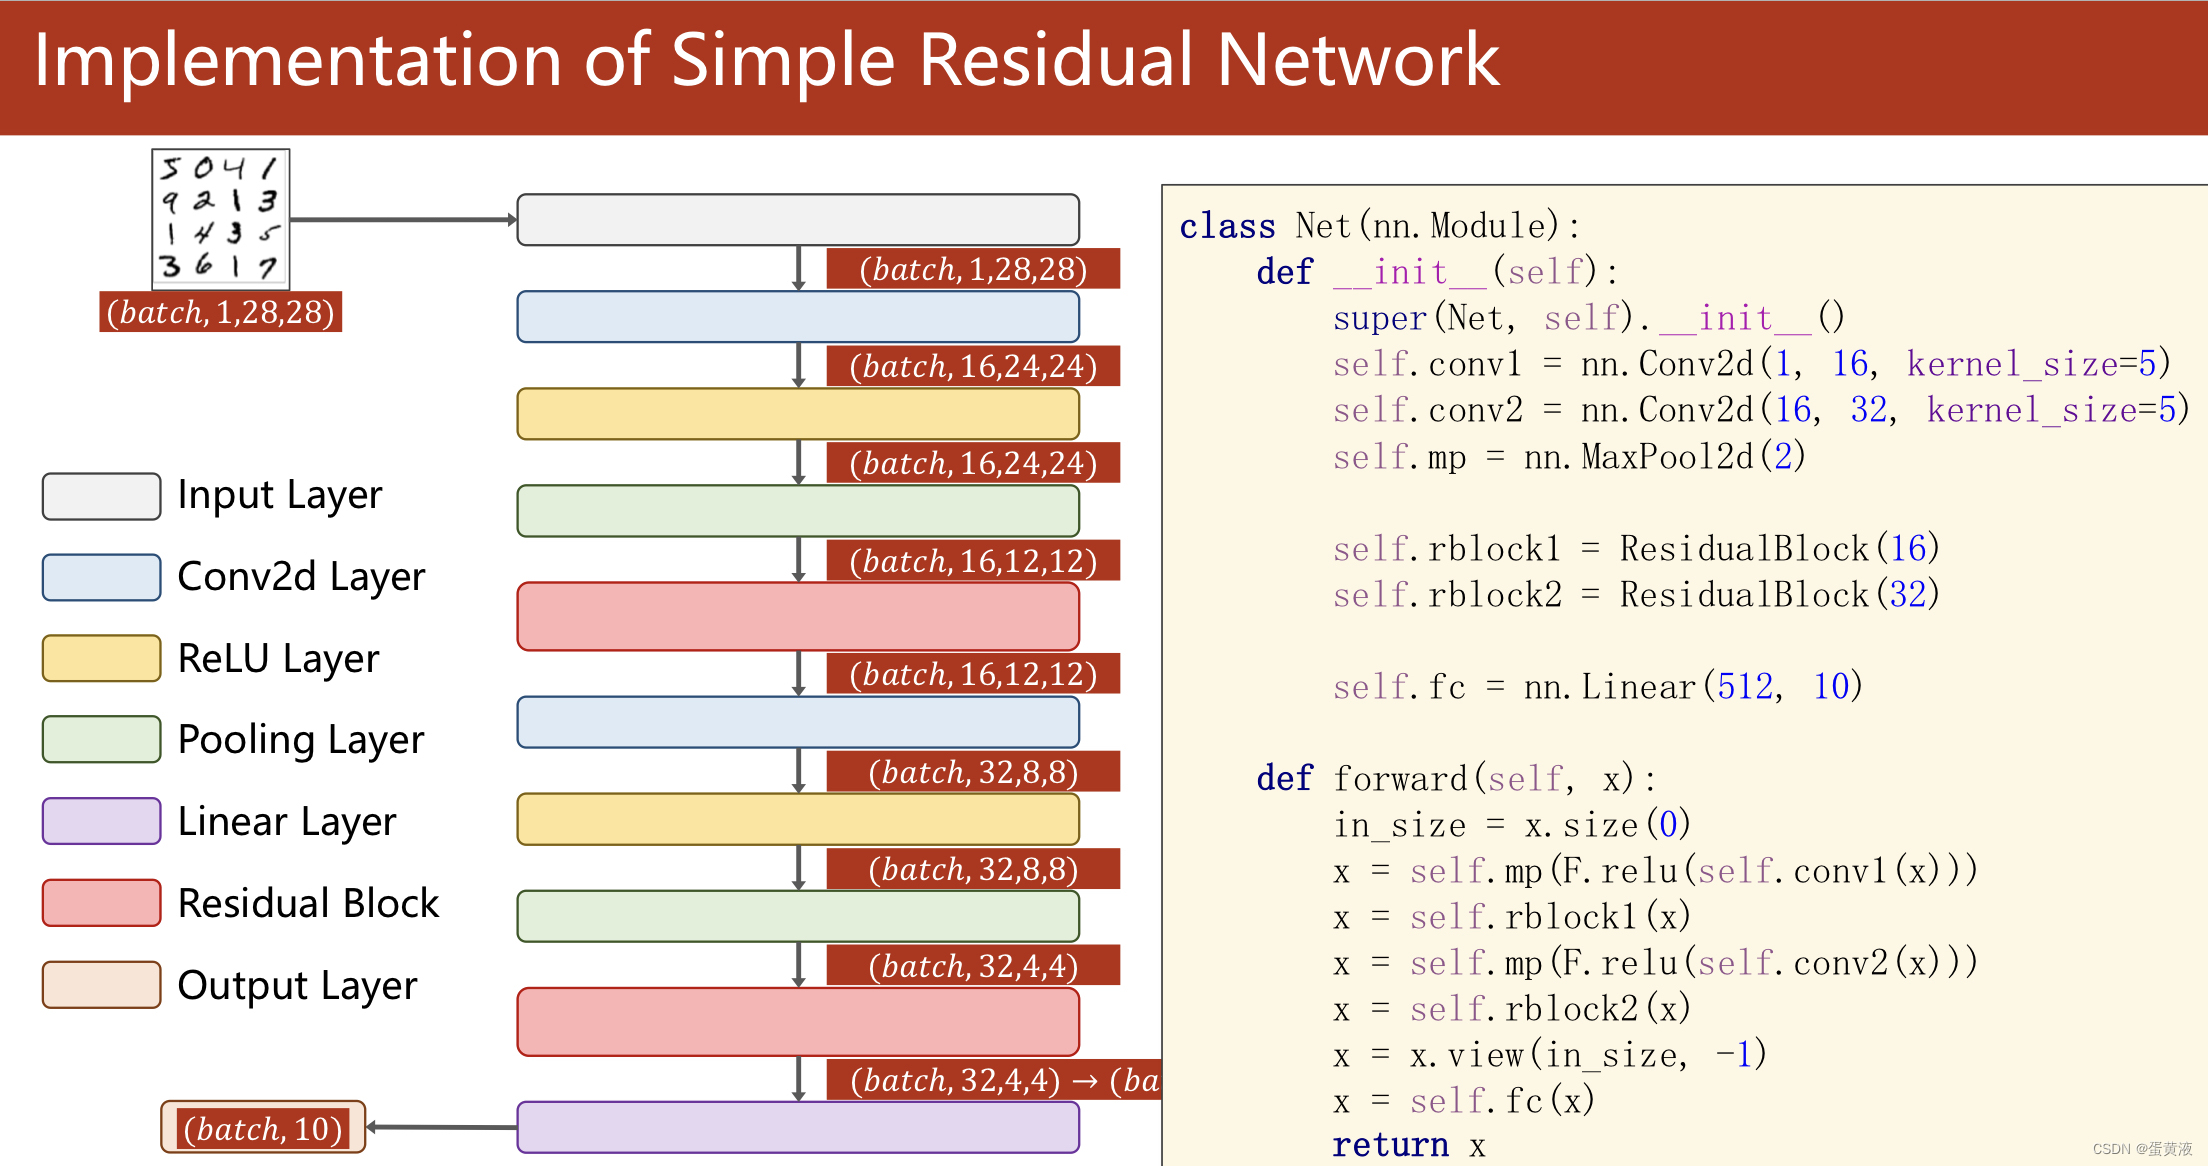 Implementation of Simple Residual Network
5 0 4 1
9 2 1 3
1 4 3 5
3 6 1 7
(batch, 1,28,28)
(batch, 1,28,28)
(batch, 16,24,24)
(batch, 16,24,24)
(batch, 16,12,12)
(batch, 16,12,12)
(batch, 32,8,8)
(batch, 32,8,8)
(batch, 32,4,4)
(batch, 32,4,4) → (ba
(batch, 10)
Input Layer
Conv2d Layer
ReLU Layer
Pooling Layer
Linear Layer
Residual Block
Output Layer
class Net(nn.Module):
    def __init__(self):
        super(Net, self).__init__()
        self.conv1 = nn.Conv2d(1, 16, kernel_size=5)
        self.conv2 = nn.Conv2d(16, 32, kernel_size=5)
        self.mp = nn.MaxPool2d(2)
        self.rblock1 = ResidualBlock(16)
        self.rblock2 = ResidualBlock(32)
        self.fc = nn.Linear(512, 10)
    def forward(self, x):
        in_size = x.size(0)
        x = self.mp(F.relu(self.conv1(x)))
        x = self.rblock1(x)
        x = self.mp(F.relu(self.conv2(x)))
        x = self.rblock2(x)
        x = x.view(in_size, -1)
        x = self.fc(x)
        return x
CSDN @蛋黄液